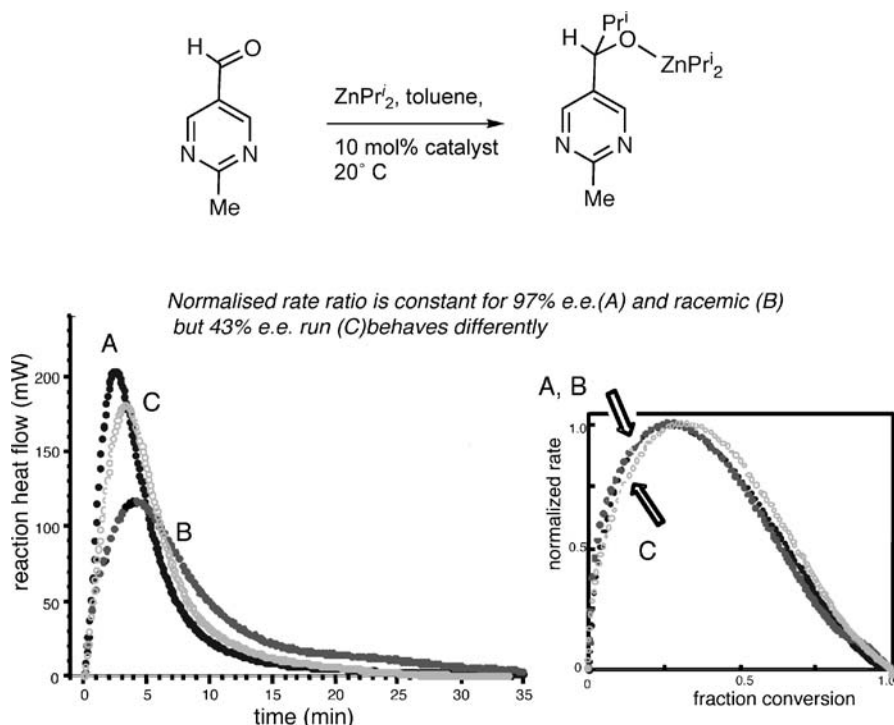 H
O
N
N
Me
ZnPrⁱ₂, toluene,
10 mol% catalyst
20° C
Prⁱ
H
O
ZnPrⁱ₂
N
N
Me
Normalised rate ratio is constant for 97% e.e.(A) and racemic (B)
but 43% e.e. run (C)behaves differently
A
C
B
reaction heat flow (mW)
200
150
100
50
0
0
5
10
15
20
25
30
35
time (min)
A, B
C
normalized rate
1.0
0.5
0
0
0.5
1.0
fraction conversion